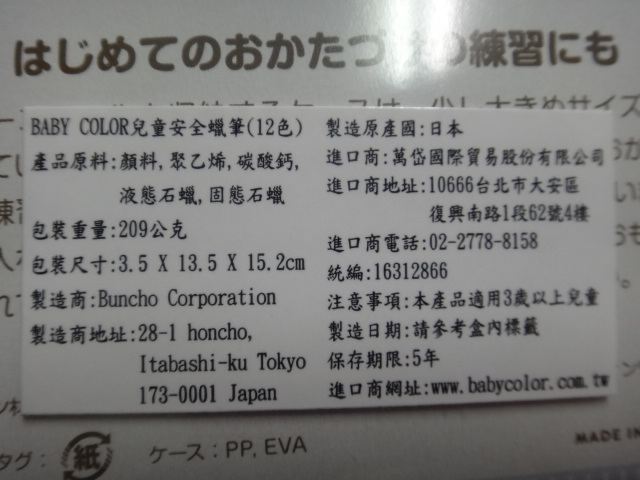 はじめてのおかたづけの練習にも
BABY COLOR兒童安全蠟筆(12色)
產品原料:顏料,聚乙烯,碳酸鈣,
液態石蠟,固態石蠟
包裝重量:209公克
包裝尺寸:3.5 X 13.5 X 15.2cm
製造商:Buncho Corporation
製造商地址:28-1 honcho,
Itabashi-ku Tokyo
173-0001 Japan
製造原產國:日本
進口商:萬岱國際貿易股份有限公司
進口商地址:10666台北市大安區
復興南路1段62號4樓
進口商電話:02-2778-8158
統編:16312866
注意事項:本產品適用3歲以上兒童
製造日期:請參考盒內標籤
保存期限:5年
進口商網址:www.babycolor.com.tw
タグ: 紙 ケース:PP, EVA
MADE IN